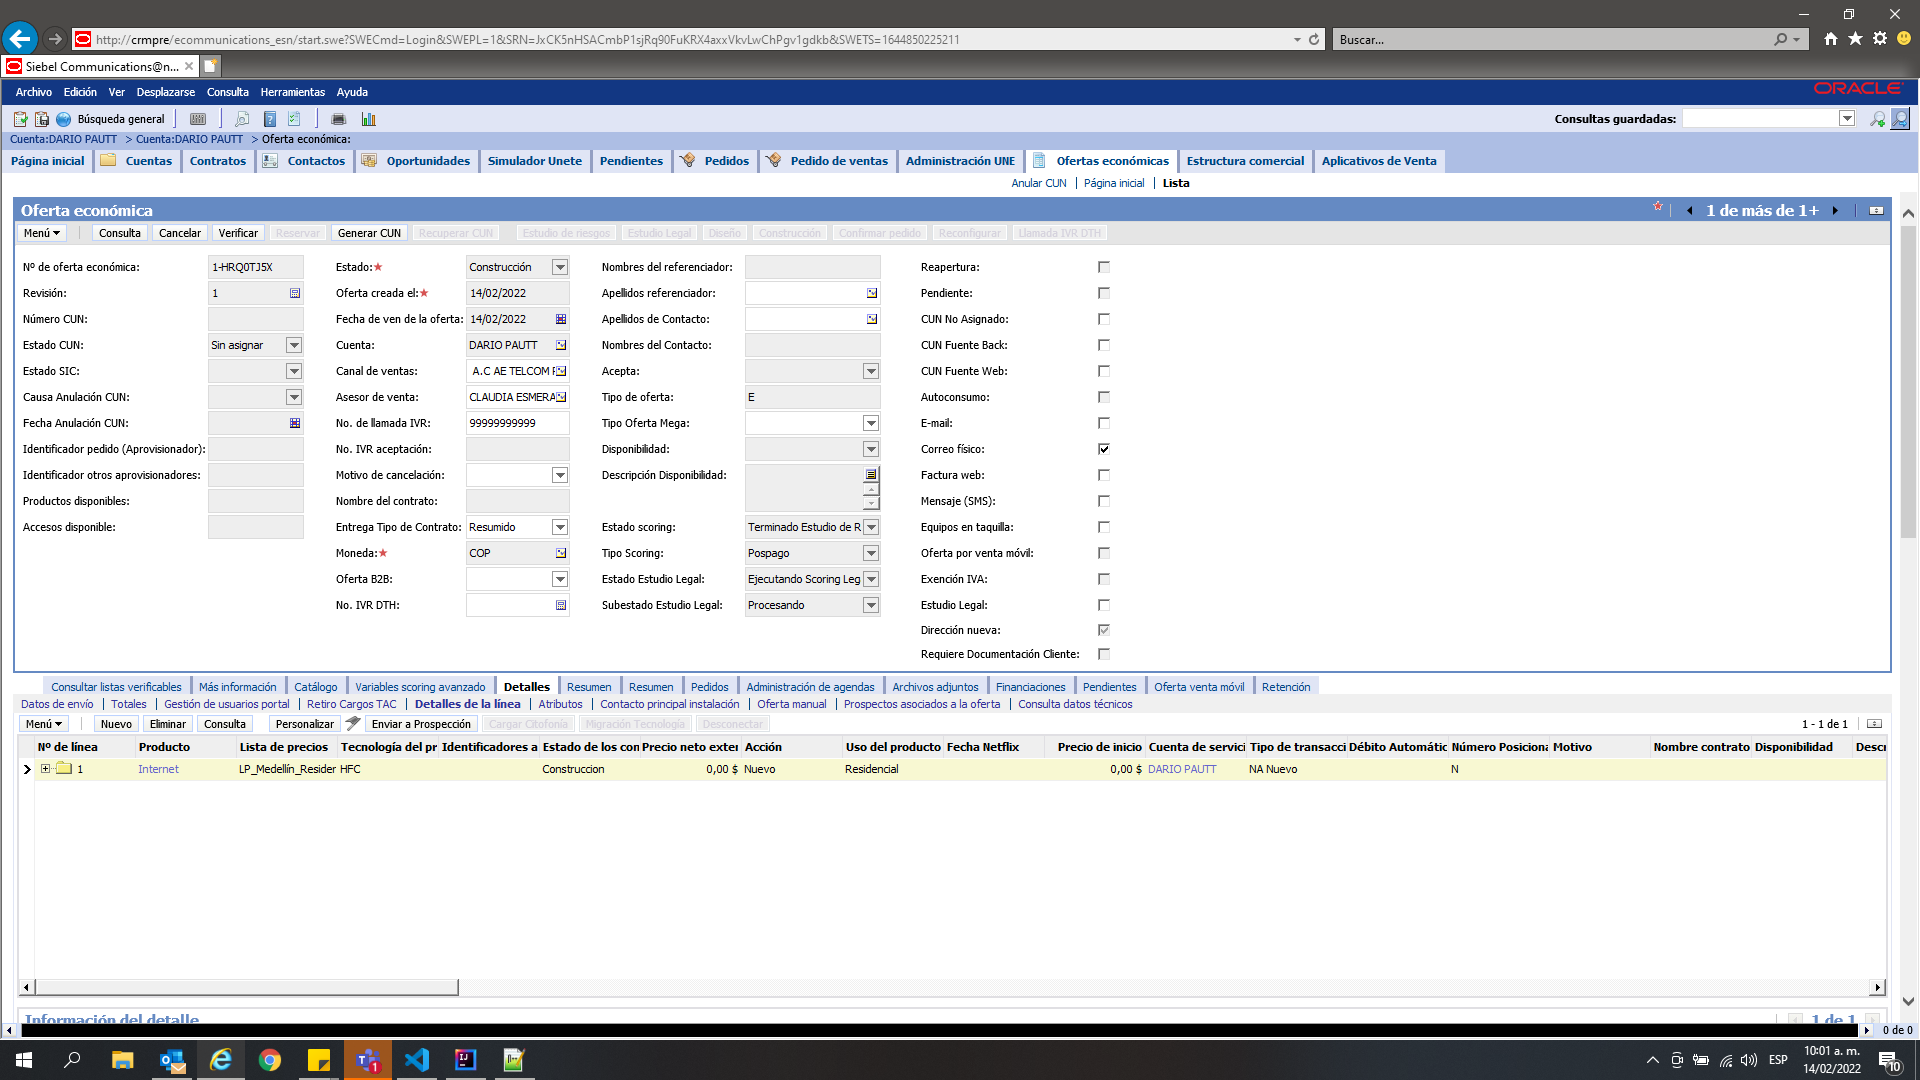 http://crmpre/ecommunications_esn/start.swe?SWECmd=Login&SWEPL=1&SRN=JxCK5nHSACmbP1sjRq90FuKRX4axxVkvLwChPgv1gdkb&SWETS=1644850225211 Buscar...
Siebel Communications@n...
Archivo Edición Ver Desplazarse Consulta Herramientas Ayuda ORACLE
Búsqueda general Consultas guardadas:
Cuenta:DARIO PAUTT > Cuenta:DARIO PAUTT > Oferta económica:
Página inicial Cuentas Contratos Contactos Oportunidades Simulador Unete Pendientes Pedidos Pedido de ventas Administración UNE Ofertas económicas Estructura comercial Aplicativos de Venta
Anular CUN Página inicial Lista
Oferta económica 1 de más de 1+
Menú Consulta Cancelar Verificar Reservar Generar CUN Recuperar CUN Estudio de riesgos Estudio Legal Diseño Construcción Confirmar pedido Reconfigurar Llamada IVR DTH
Nº de oferta económica: 1-HRQ0TJ5X Estado:★ Construcción Nombres del referenciador: Reapertura:
Revisión: 1 Oferta creada el:★ 14/02/2022 Apellidos referenciador: Pendiente:
Número CUN: Fecha de ven de la oferta: 14/02/2022 Apellidos de Contacto: CUN No Asignado:
Estado CUN: Sin asignar Cuenta: DARIO PAUTT Nombres del Contacto: CUN Fuente Back:
Estado SIC: Canal de ventas: A.C AE TELCOM Acepta: CUN Fuente Web:
Causa Anulación CUN: Asesor de venta: CLAUDIA ESMERA Tipo de oferta: E Autoconsumo:
Fecha Anulación CUN: No. de llamada IVR: 99999999999 Tipo Oferta Mega: E-mail:
Identificador pedido (Aprovisionador): No. IVR aceptación: Disponibilidad: Correo físico:
Identificador otros aprovisionadores: Motivo de cancelación: Descripción Disponibilidad: Factura web:
Productos disponibles: Nombre del contrato: Mensaje (SMS):
Accesos disponible: Entrega Tipo de Contrato: Resumido Estado scoring: Terminado Estudio de R Equipos en taquilla:
Moneda:★ COP Tipo Scoring: Pospago Oferta por venta móvil:
Oferta B2B: Estado Estudio Legal: Ejecutando Scoring Leg Exención IVA:
No. IVR DTH: Subestado Estudio Legal: Procesando Estudio Legal:
Dirección nueva:
Requiere Documentación Cliente:
Consultar listas verificables Más información Catálogo Variables scoring avanzado Detalles Resumen Resumen Pedidos Administración de agendas Archivos adjuntos Financiaciones Pendientes Oferta venta móvil Retención
Datos de envío Totales Gestión de usuarios portal Retiro Cargos TAC Detalles de la línea Atributos Contacto principal instalación Oferta manual Prospectos asociados a la oferta Consulta datos técnicos
Menú Nuevo Eliminar Consulta Personalizar Enviar a Prospección Cargar Citofonía Migración Tecnología Desconectar 1 - 1 de 1
Nº de línea Producto Lista de precios Tecnología del pr Identificadores a Estado de los con Precio neto exter Acción Uso del producto Fecha Netflix Precio de inicio Cuenta de servici Tipo de transacci Débito Automátic Número Posiciona Motivo Nombre contrato Disponibilidad Descr
1 Internet LP_Medellín_Resider HFC Construccion 0,00 $ Nuevo Residencial 0,00 $ DARIO PAUTT NA Nuevo N
Información del detalle 1 de 1
0 de 0
ESP 10:01 a. m.
14/02/2022
1
10